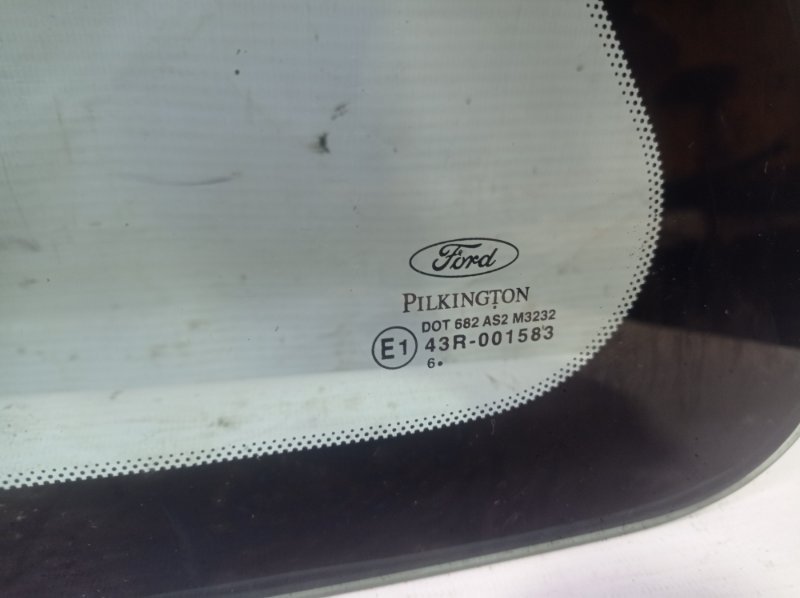 Ford
PILKINGTON
DOT 682 AS2 M3232
E1 43R-001583
6•